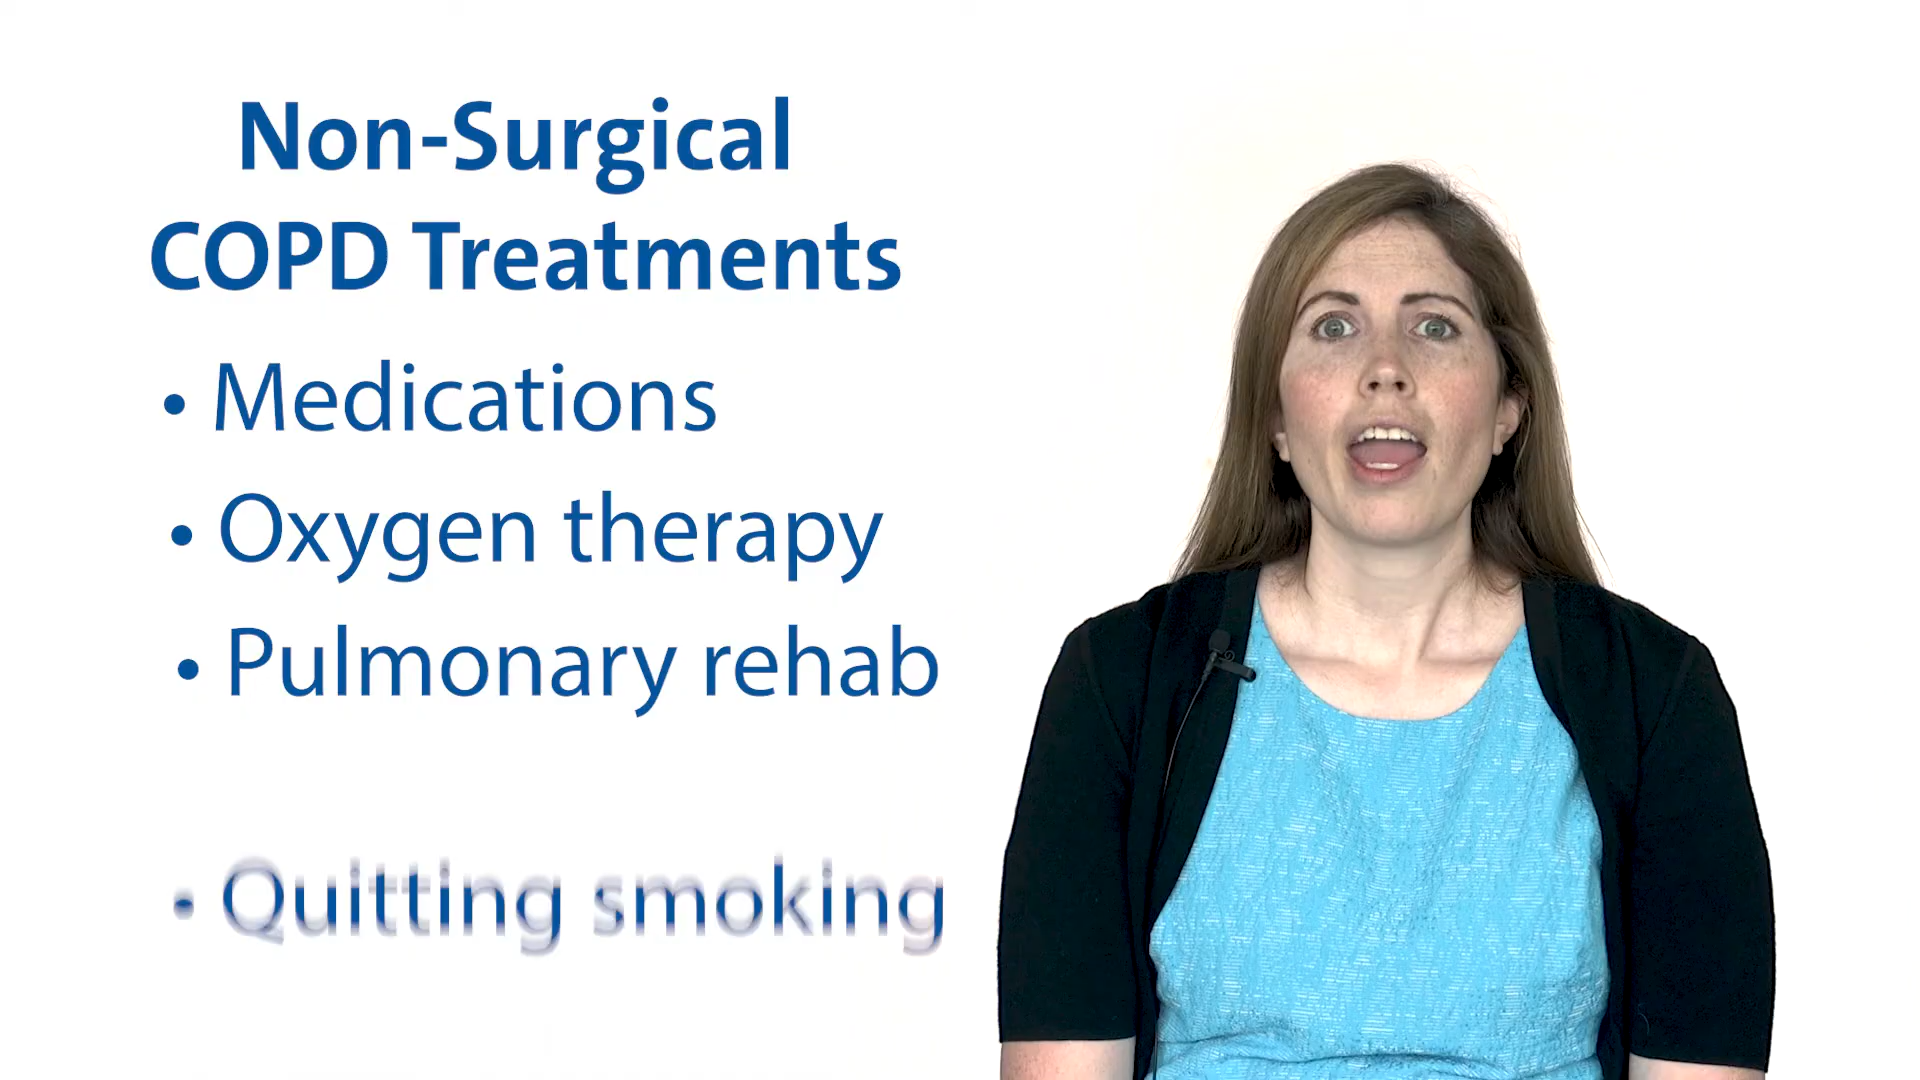 Non-Surgical
COPD Treatments
• Medications
• Oxygen therapy
• Pulmonary rehab
• Quitting smoking